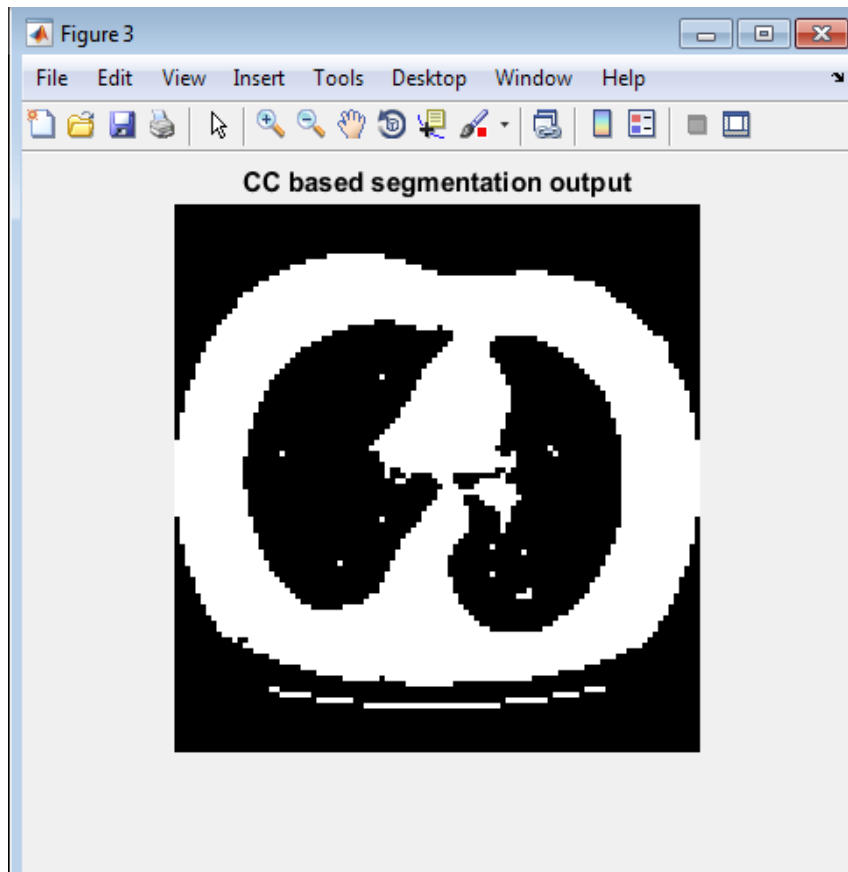 Figure 3
File Edit View Insert Tools Desktop Window Help
CC based segmentation output